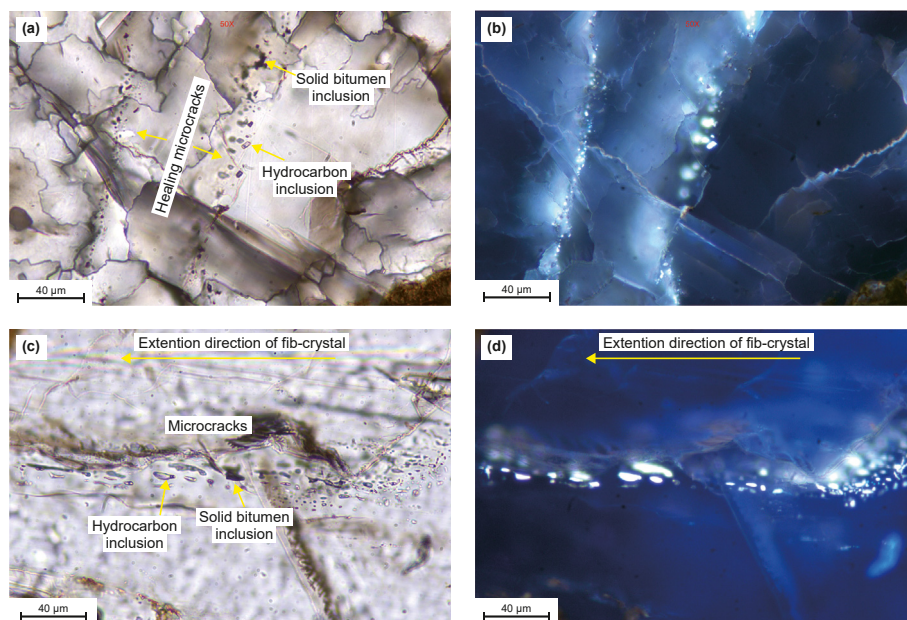 (a)
50X
Solid bitumen
inclusion
Healing microcracks
Hydrocarbon
inclusion
40 μm
(b)
40 μm
(c)
Extention direction of fib-crystal
Microcracks
Hydrocarbon
inclusion
Solid bitumen
inclusion
40 μm
(d)
Extention direction of fib-crystal
40 μm